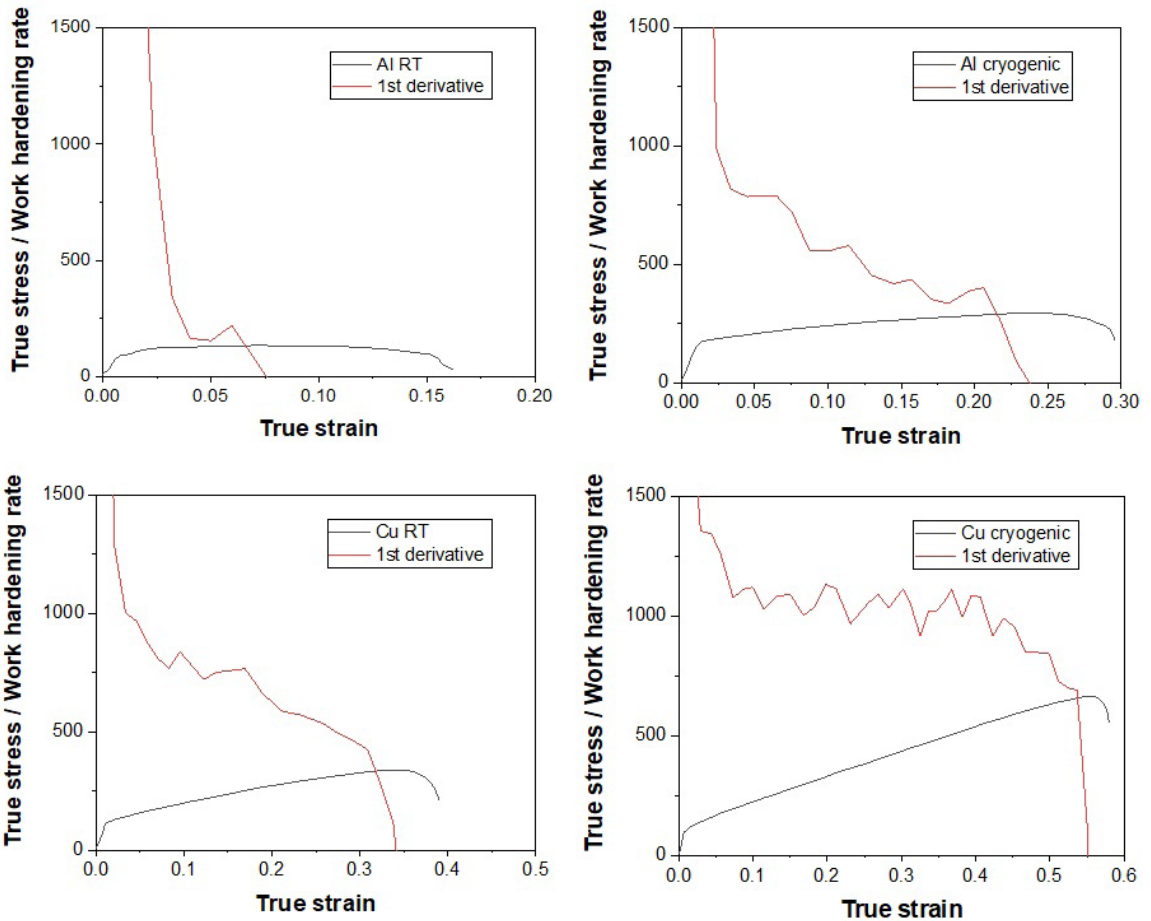 True stress / Work hardening rate
1500
1000
500
0
Al RT
1st derivative
0.00 0.05 0.10 0.15 0.20
True strain
True stress / Work hardening rate
1500
1000
500
0
Al cryogenic
1st derivative
0.00 0.05 0.10 0.15 0.20 0.25 0.30
True strain
True stress / Work hardening rate
1500
1000
500
0
Cu RT
1st derivative
0.0 0.1 0.2 0.3 0.4 0.5
True strain
True stress / Work hardening rate
1500
1000
500
0
Cu cryogenic
1st derivative
0.0 0.1 0.2 0.3 0.4 0.5 0.6
True strain